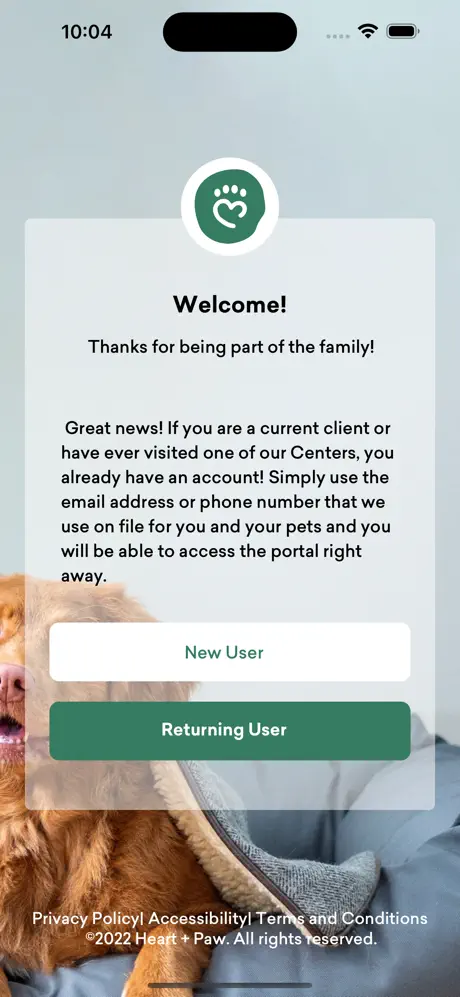 10:04
Welcome!
Thanks for being part of the family!
Great news! If you are a current client or
have ever visited one of our Centers, you
already have an account! Simply use the
email address or phone number that we
use on file for you and your pets and you
will be able to access the portal right
away.
New User
Returning User
Privacy Policy| Accessibility| Terms and Conditions
©2022 Heart + Paw. All rights reserved.